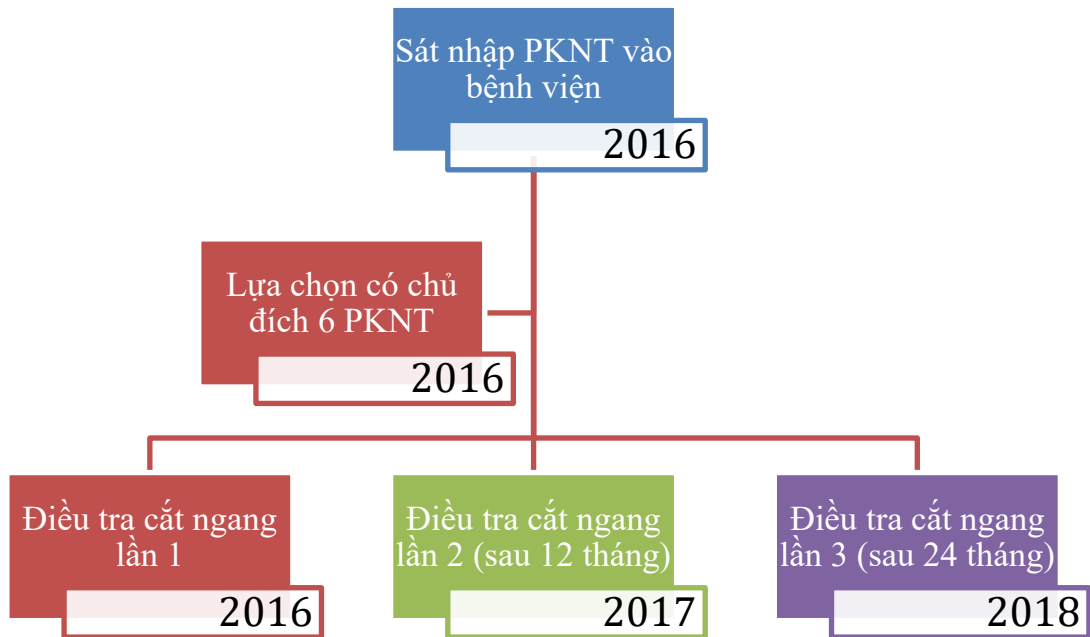 Sát nhập PKNT vào
bệnh viện
2016
Lựa chọn có chủ
đích 6 PKNT
2016
Điều tra cắt ngang
lần 1
2016
Điều tra cắt ngang
lần 2 (sau 12 tháng)
2017
Điều tra cắt ngang
lần 3 (sau 24 tháng)
2018